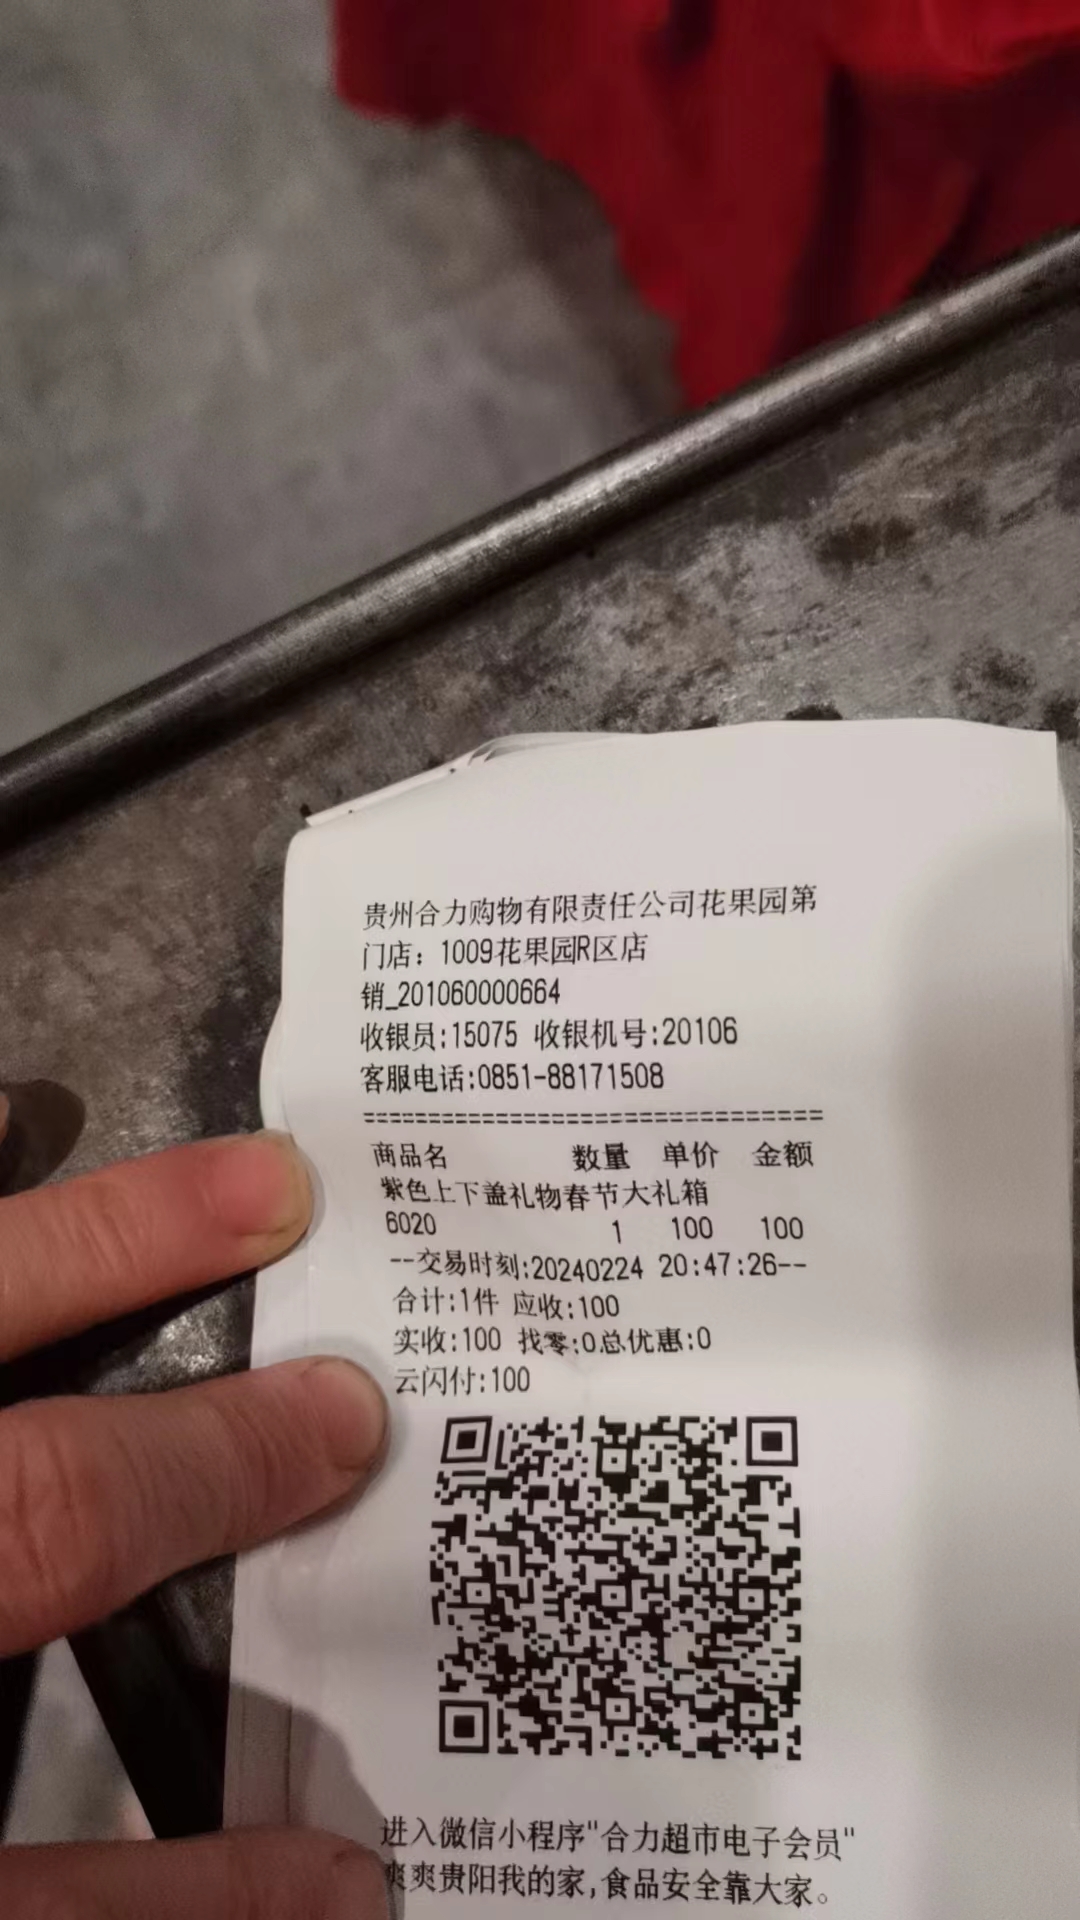 贵州合力购物有限责任公司花果园第
门店：1009花果园R区店
销_201060000664
收银员:15075 收银机号:20106
客服电话:0851-88171508
==============================
商品名 数量 单价 金额
紫色上下盖礼物春节大礼箱
6020 1 100 100
--交易时刻:20240224 20:47:26--
合计:1件 应收:100
实收:100 找零:0总优惠:0
云闪付:100
进入微信小程序"合力超市电子会员"
爽爽贵阳我的家,食品安全靠大家。